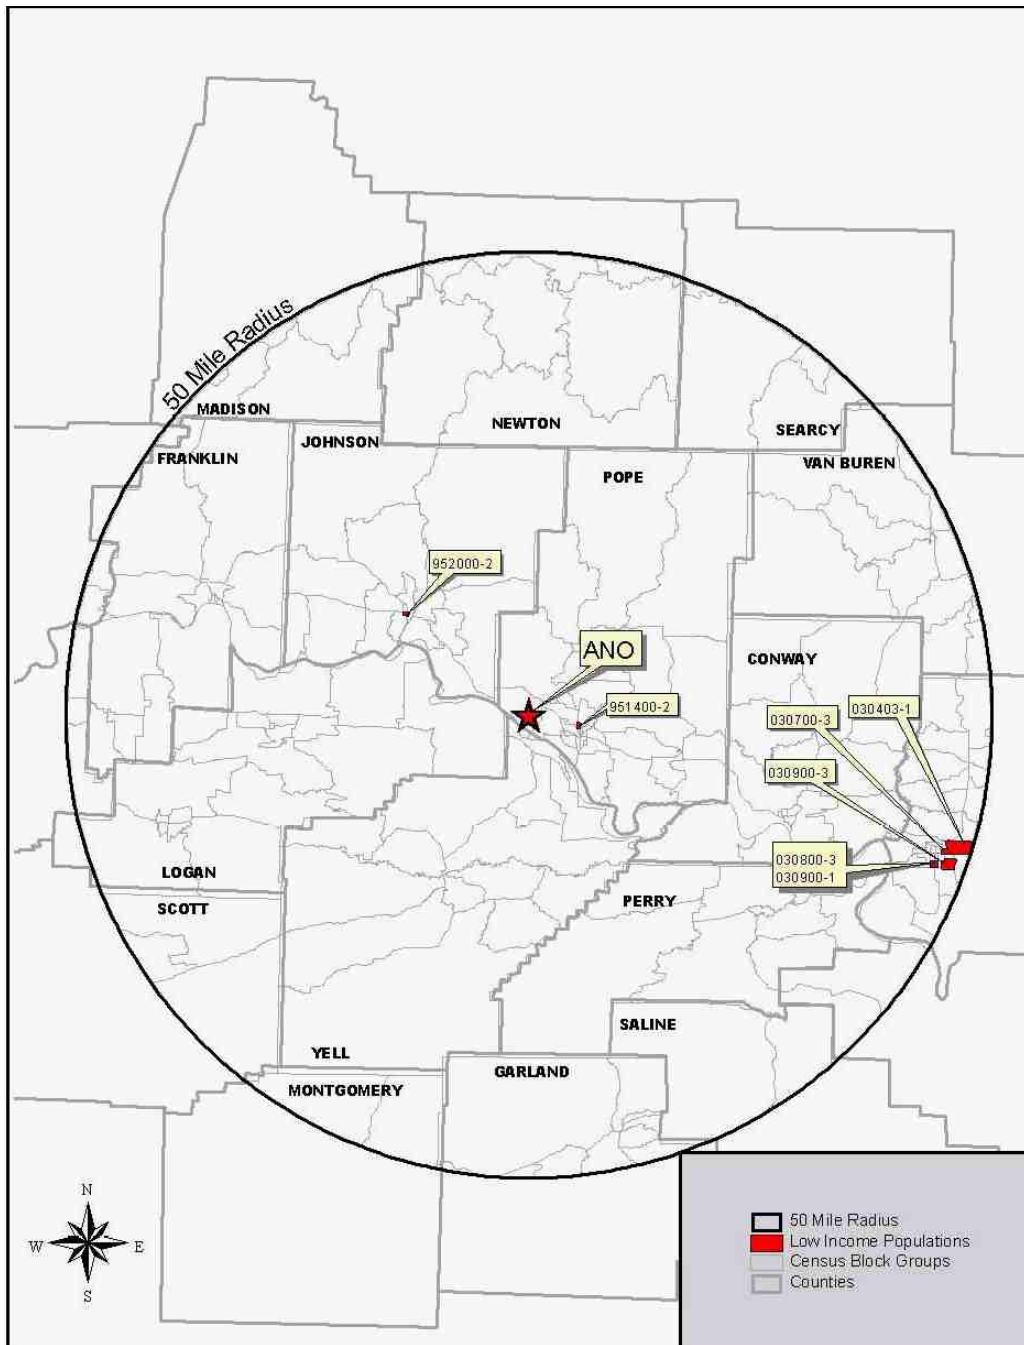 50 Mile Radius
MADISON
NEWTON
SEARCY
JOHNSON
FRANKLIN
VAN BUREN
POPE
952000-2
ANO
CONWAY
951400-2
030700-3
030403-1
030900-3
030800-3
030900-1
LOGAN
SCOTT
PERRY
SALINE
YELL
GARLAND
MONTGOMERY
N
W
E
S
50 Mile Radius
Low Income Populations
Census Block Groups
Counties